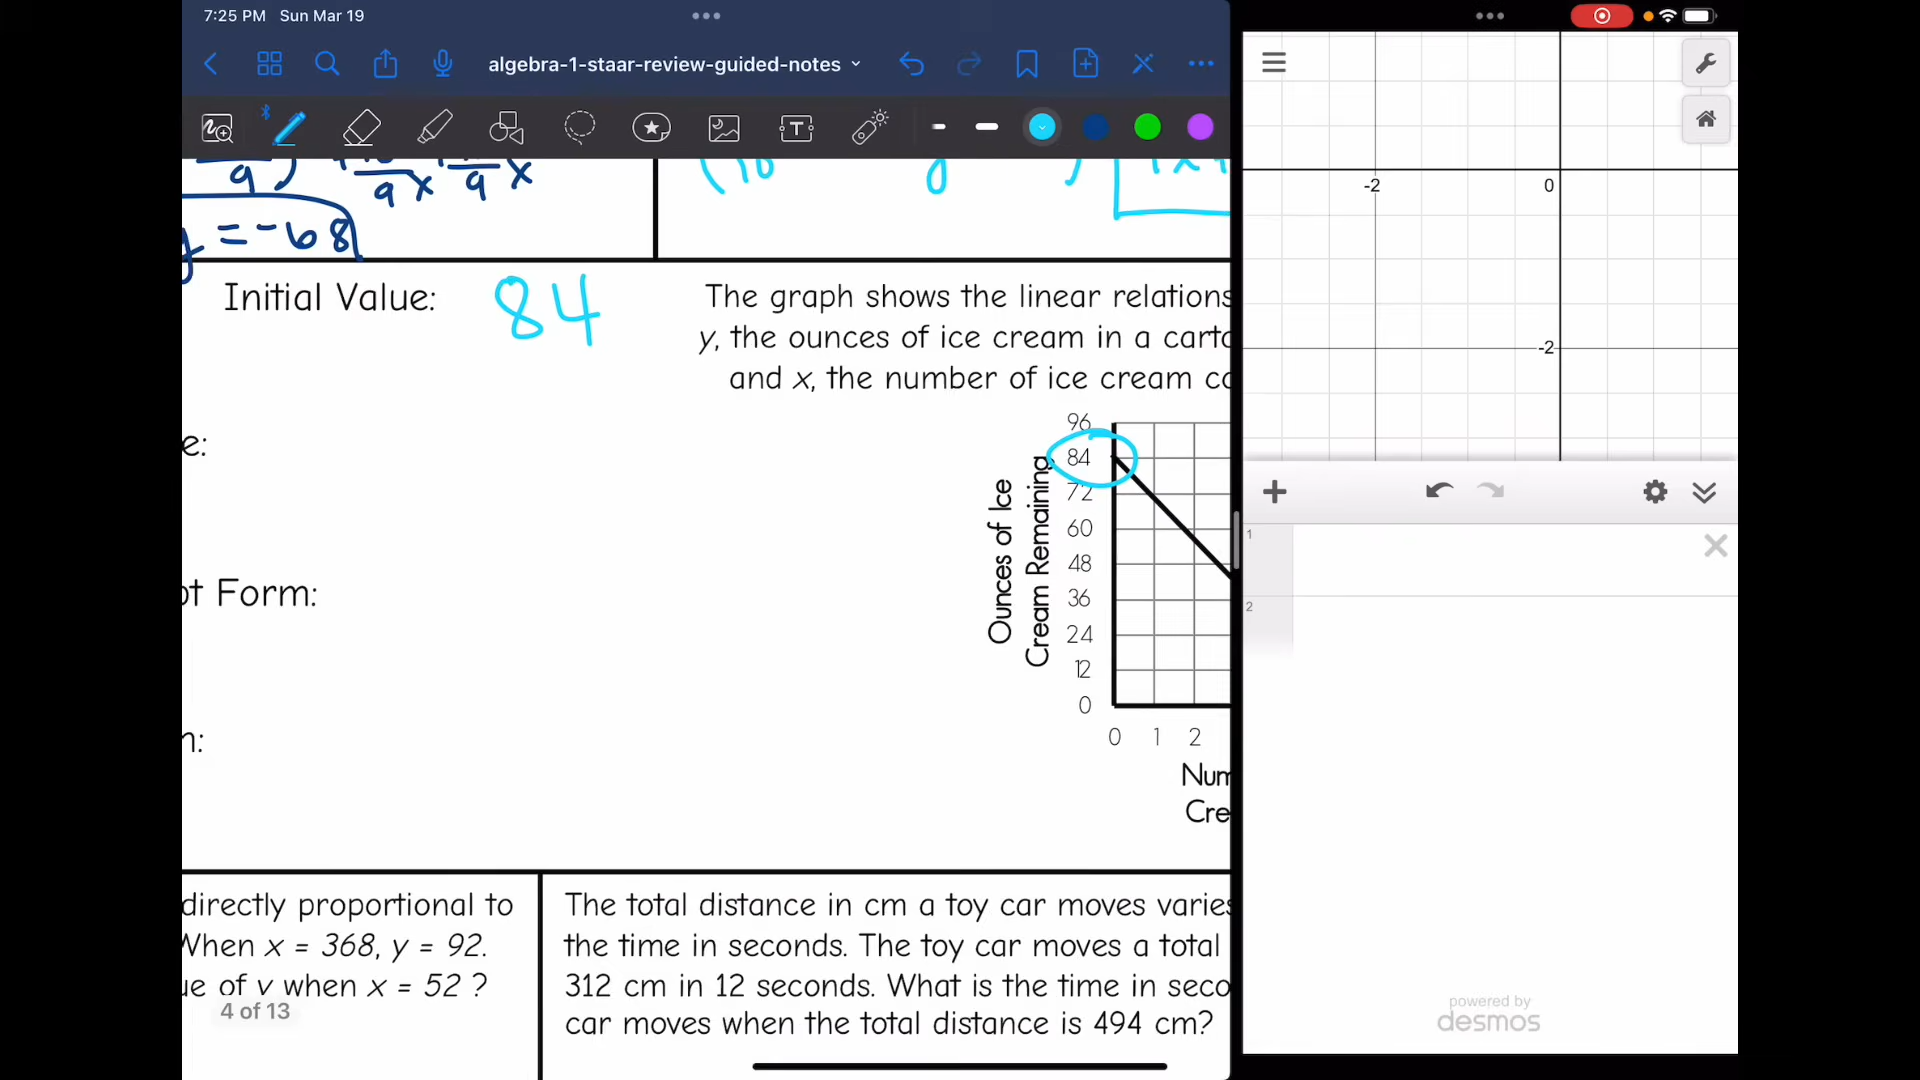 7:25 PM Sun Mar 19
algebra-1-staar-review-guided-notes
T
9
9 x
9 x
= -68
Initial Value: 84
The graph shows the linear relations
y, the ounces of ice cream in a carto
and x, the number of ice cream co
e:
ot Form:
n:
Ounces of Ice
Cream Remaining
96
84
72
60
48
36
24
12
0
0 1 2
Num
Cre
directly proportional to
When x = 368, y = 92.
ue of y when x = 52 ?
4 of 13
The total distance in cm a toy car moves varies
the time in seconds. The toy car moves a total
312 cm in 12 seconds. What is the time in seco
car moves when the total distance is 494 cm?
-2 0
-2
1
2
powered by
desmos